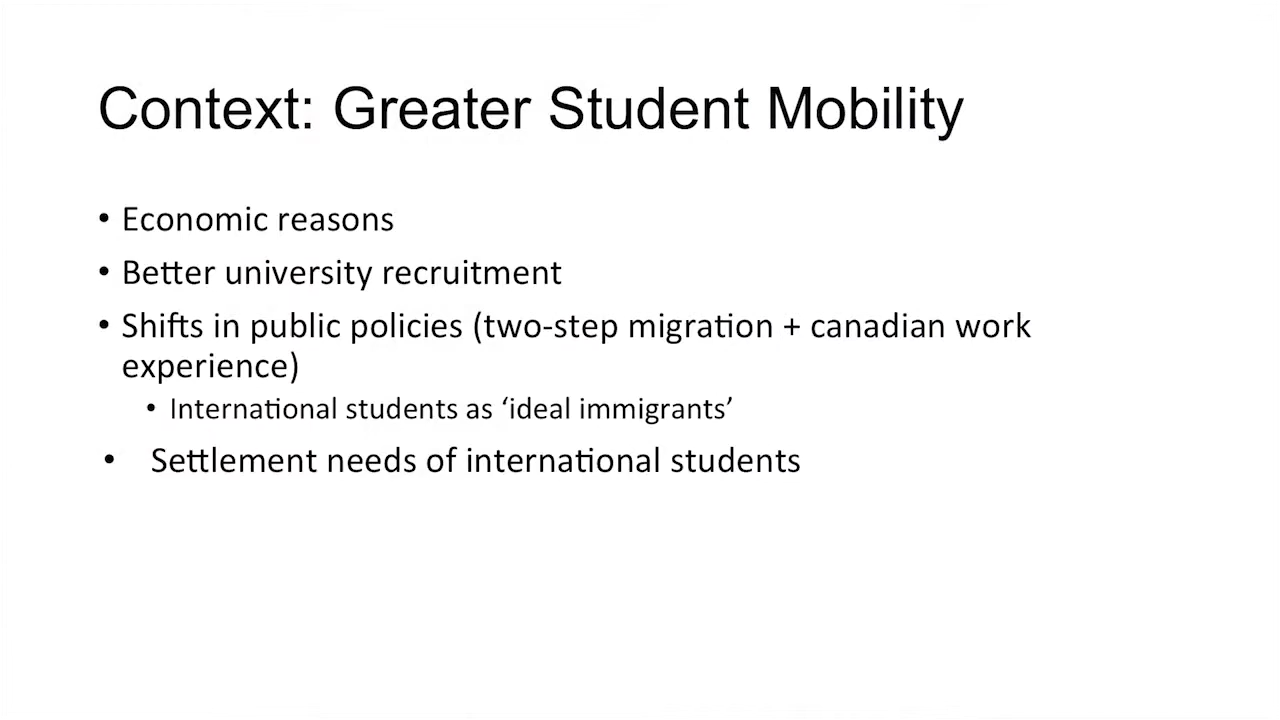 Context: Greater Student Mobility
• Economic reasons
• Better university recruitment
• Shifts in public policies (two-step migration + canadian work
experience)
• International students as ‘ideal immigrants’
• Settlement needs of international students